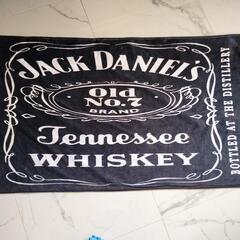 JACK DANIEL'S
Old
No.7
BRAND
Tennessee
WHISKEY
BOTTLED AT THE DISTILLERY